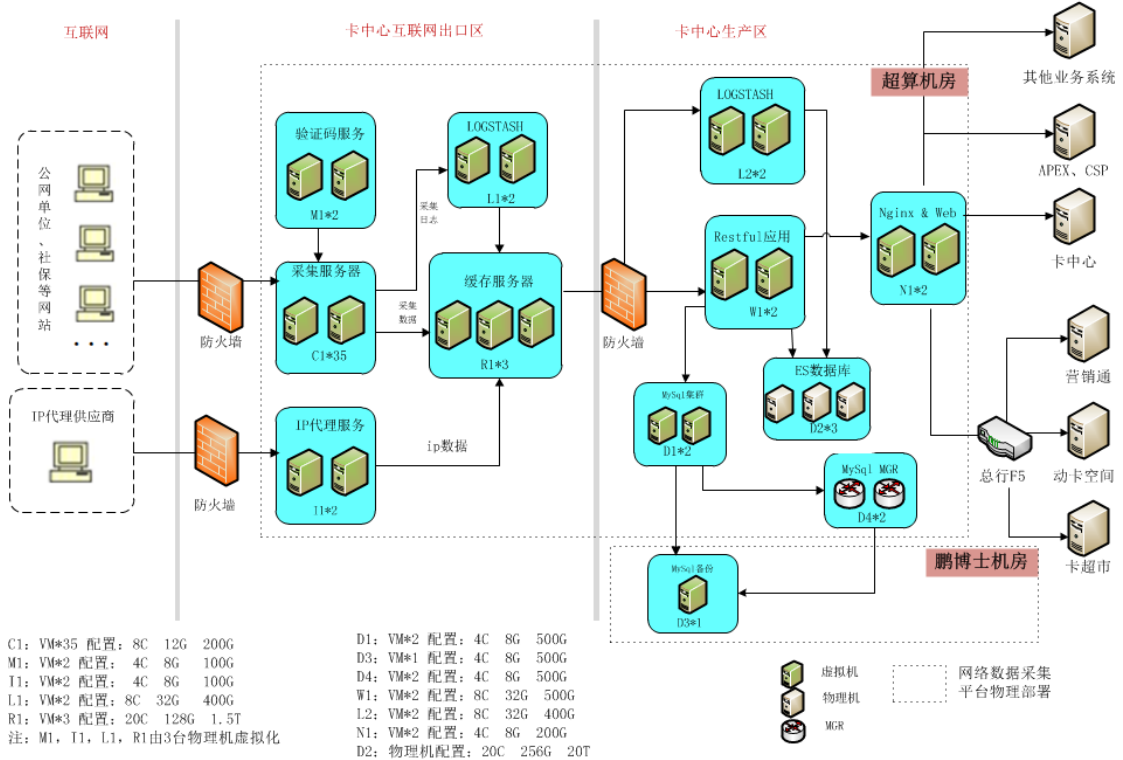 互联网
卡中心互联网出口区
卡中心生产区
超算机房
其他业务系统
公网单位、社保等网站
...
验证码服务
M1*2
LOGSTASH
L1*2
采集
日志
LOGSTASH
L2*2
APEX、CSP
Nginx & Web
N1*2
卡中心
防火墙
采集服务器
C1*35
采集
数据
缓存服务器
R1*3
防火墙
Restful应用
W1*2
ES数据库
D2*3
营销通
IP代理供应商
防火墙
IP代理服务
I1*2
ip数据
MySql集群
D1*2
MySql MGR
D4*2
总行F5
动卡空间
卡超市
鹏博士机房
MySql备份
D3*1
C1: VM*35 配置: 8C 12G 200G
M1: VM*2 配置: 4C 8G 100G
I1: VM*2 配置: 4C 8G 100G
L1: VM*2 配置: 8C 32G 400G
R1: VM*3 配置: 20C 128G 1.5T
注: M1, I1, L1, R1由3台物理机虚拟化
D1: VM*2 配置: 4C 8G 500G
D3: VM*1 配置: 4C 8G 500G
D4: VM*2 配置: 4C 8G 500G
W1: VM*2 配置: 8C 32G 500G
L2: VM*2 配置: 8C 32G 400G
N1: VM*2 配置: 4C 8G 200G
D2: 物理机配置: 20C 256G 20T
虚拟机
物理机
MGR
网络数据采集
平台物理部署